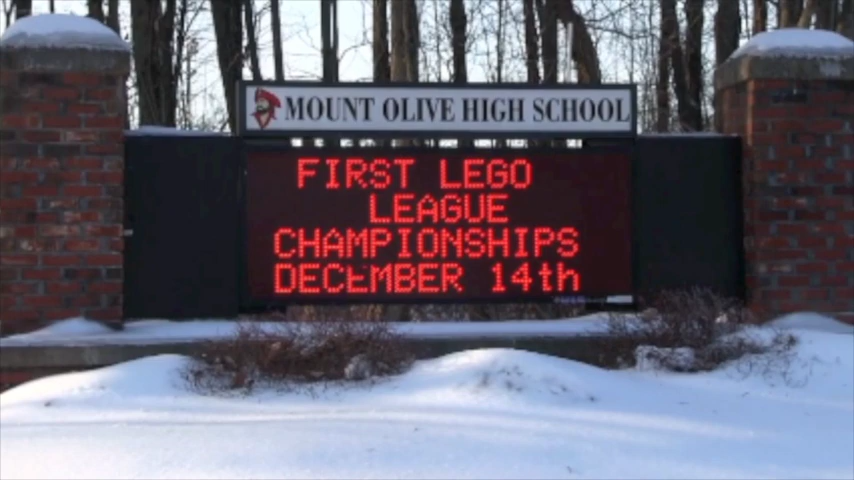 MOUNT OLIVE HIGH SCHOOL
FIRST LEGO
LEAGUE
CHAMPIONSHIPS
DECEMBER 14th